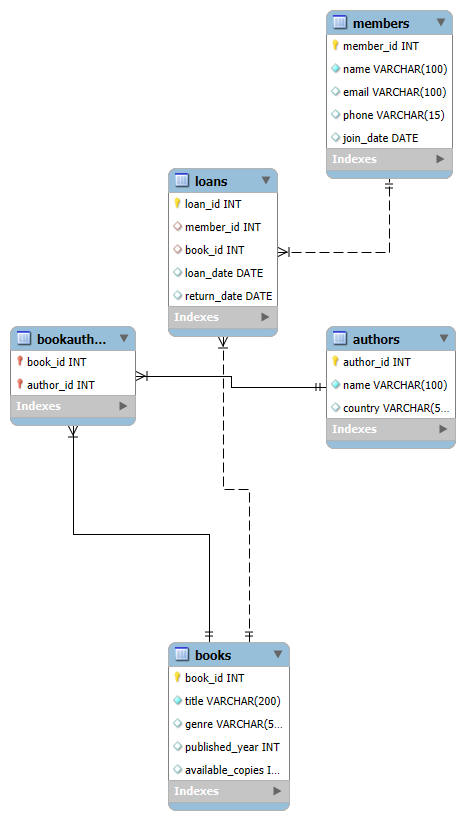 members
member_id INT
name VARCHAR(100)
email VARCHAR(100)
phone VARCHAR(15)
join_date DATE
Indexes
loans
loan_id INT
member_id INT
book_id INT
loan_date DATE
return_date DATE
Indexes
bookauth...
book_id INT
author_id INT
Indexes
authors
author_id INT
name VARCHAR(100)
country VARCHAR(5...
Indexes
books
book_id INT
title VARCHAR(200)
genre VARCHAR(5...
published_year INT
available_copies I...
Indexes